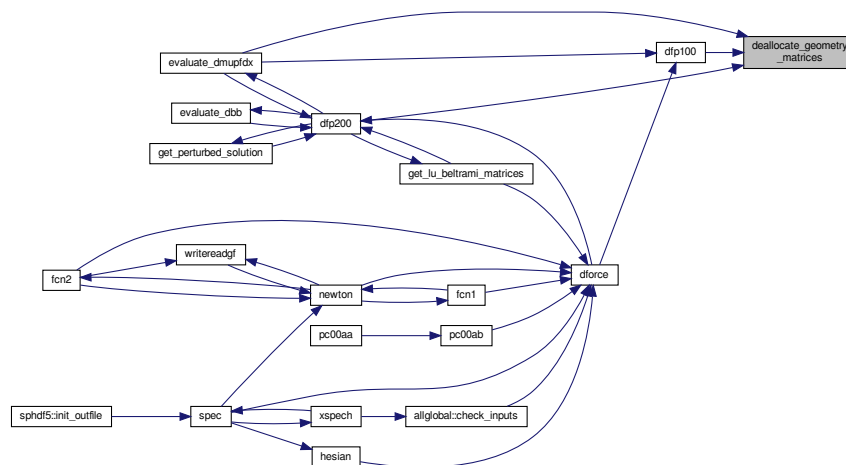 deallocate_geometry
_matrices
dfp100
evaluate_dmupfdx
evaluate_dbb
dfp200
get_perturbed_solution
get_lu_beltrami_matrices
writereadgf
dforce
fcn2
newton
fcn1
pc00aa
pc00ab
sphdf5::init_outfile
spec
xspech
allglobal::check_inputs
hesian